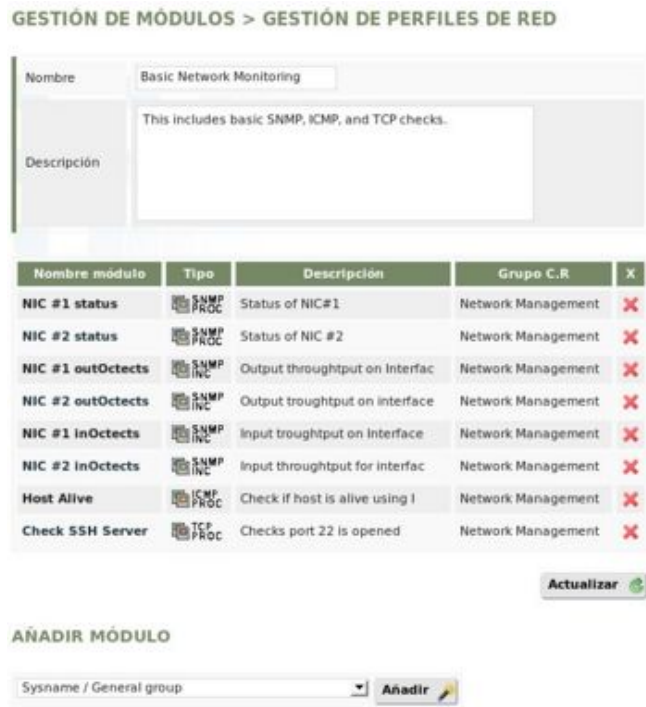 GESTIÓN DE MÓDULOS > GESTIÓN DE PERFILES DE RED
Nombre Basic Network Monitoring
This includes basic SNMP, ICMP, and TCP checks.
Descripción
Nombre módulo Tipo Descripción Grupo C.R X
NIC #1 status SNMP PROC Status of NIC#1 Network Management
NIC #2 status SNMP PROC Status of NIC #2 Network Management
NIC #1 outOctects SNMP INC Output throughtput on Interfac Network Management
NIC #2 outOctects SNMP INC Output troughtput on interface Network Management
NIC #1 inOctects SNMP INC Input troughtput on Interface Network Management
NIC #2 inOctects SNMP INC Input throughtput for interfac Network Management
Host Alive ICMP PROC Check if host is alive using I Network Management
Check SSH Server TCP PROC Checks port 22 is opened Network Management
Actualizar
AÑADIR MÓDULO
Sysname / General group Añadir